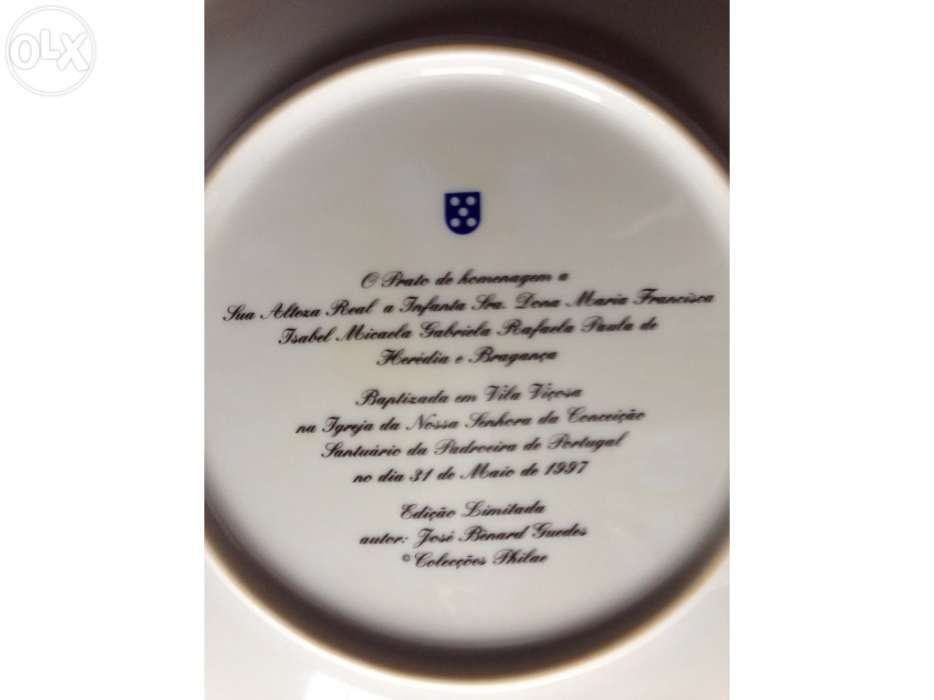 OLX
O Prato de homenagem a
Sua Alteza Real a Infanta Sra. Dona Maria Francisca
Isabel Micaela Gabriela Rafaela Paula de
Herédia e Bragança
Baptizada em Vila Viçosa
na Igreja da Nossa Senhora da Conceição
Santuário da Padroeira de Portugal
no dia 31 de Maio de 1997
Edição Limitada
autor: José Bènard Guedes
©Colecções Philae